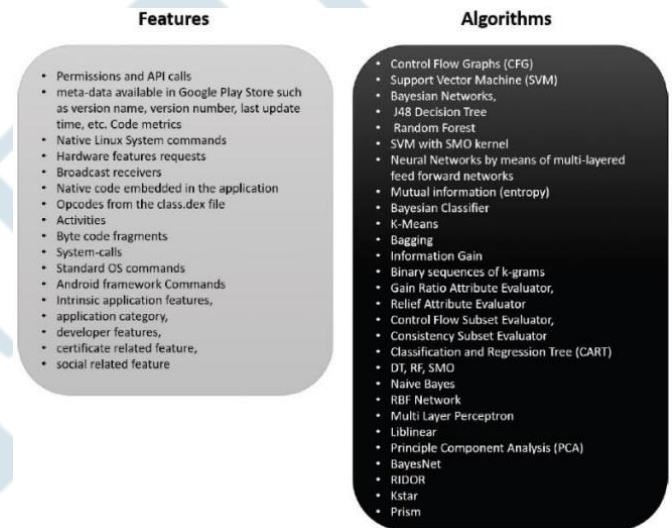 Features
• Permissions and API calls
• meta-data available in Google Play Store such
as version name, version number, last update
time, etc. Code metrics
• Native Linux System commands
• Hardware features requests
• Broadcast receivers
• Native code embedded in the application
• Opcodes from the class.dex file
• Activities
• Byte code fragments
• System-calls
• Standard OS commands
• Android framework Commands
• Intrinsic application features,
• application category,
• developer features,
• certificate related feature,
• social related feature
Algorithms
• Control Flow Graphs (CFG)
• Support Vector Machine (SVM)
• Bayesian Networks,
• J48 Decision Tree
• Random Forest
• SVM with SMO kernel
• Neural Networks by means of multi-layered
feed forward networks
• Mutual information (entropy)
• Bayesian Classifier
• K-Means
• Bagging
• Information Gain
• Binary sequences of k-grams
• Gain Ratio Attribute Evaluator,
• Relief Attribute Evaluator
• Control Flow Subset Evaluator,
• Consistency Subset Evaluator
• Classification and Regression Tree (CART)
• DT, RF, SMO
• Naive Bayes
• RBF Network
• Multi Layer Perceptron
• Liblinear
• Principle Component Analysis (PCA)
• BayesNet
• RIDOR
• Kstar
• Prism